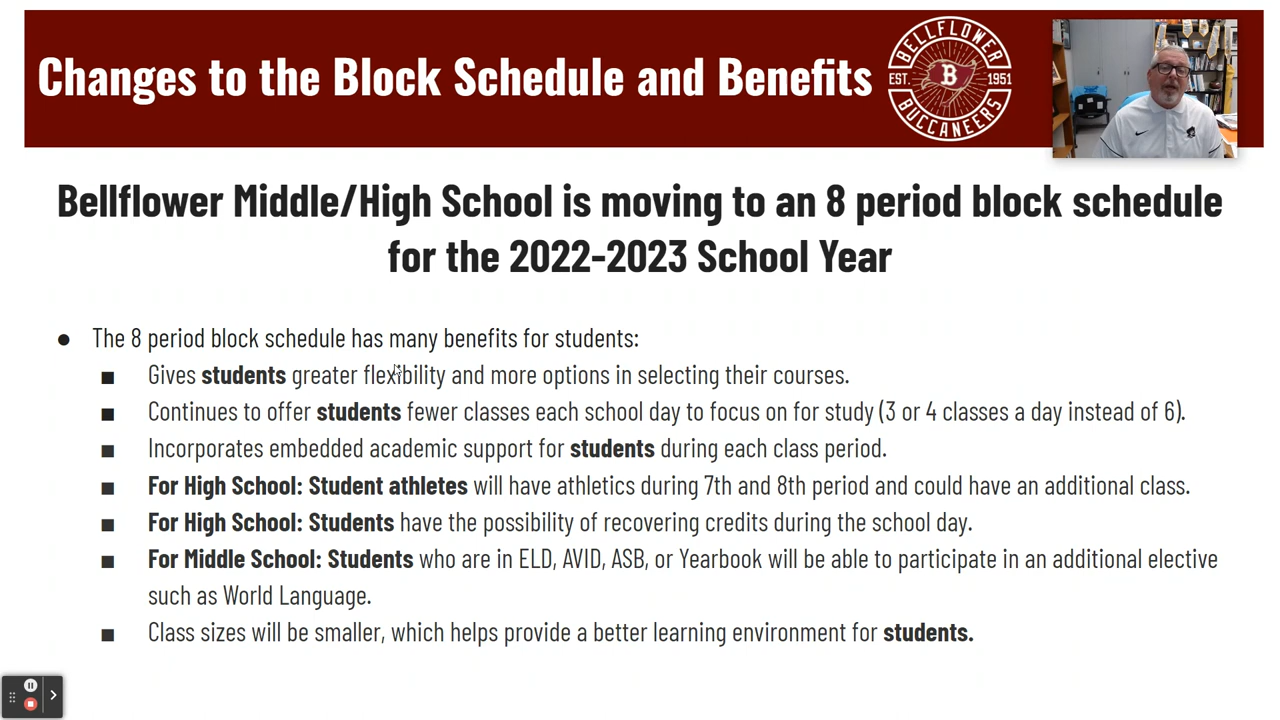 Changes to the Block Schedule and Benefits
BELLFLOWER
EST. B 1951
BUCCANEERS
Bellflower Middle/High School is moving to an 8 period block schedule
for the 2022-2023 School Year
● The 8 period block schedule has many benefits for students:
■ Gives students greater flexibility and more options in selecting their courses.
■ Continues to offer students fewer classes each school day to focus on for study (3 or 4 classes a day instead of 6).
■ Incorporates embedded academic support for students during each class period.
■ For High School: Student athletes will have athletics during 7th and 8th period and could have an additional class.
■ For High School: Students have the possibility of recovering credits during the school day.
■ For Middle School: Students who are in ELD, AVID, ASB, or Yearbook will be able to participate in an additional elective
such as World Language.
■ Class sizes will be smaller, which helps provide a better learning environment for students.